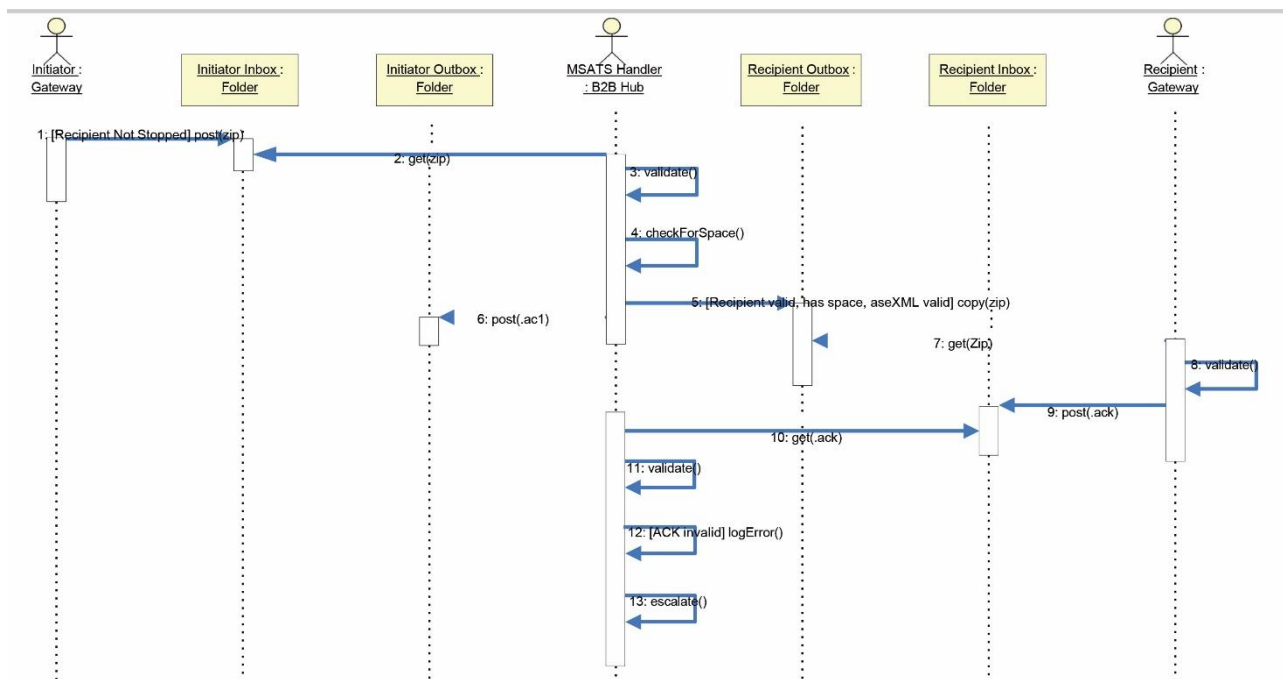 Initiator :
Gateway
Initiator Inbox :
Folder
Initiator Outbox :
Folder
MSATS Handler
: B2B Hub
Recipient Outbox :
Folder
Recipient Inbox :
Folder
Recipient :
Gateway
1: [Recipient Not Stopped] post(zip)
2: get(zip)
3: validate()
4: checkForSpace()
5: [Recipient valid, has space, aseXML valid] copy(zip)
6: post(.ac1)
7: get(Zip)
8: validate()
9: post(.ack)
10: get(.ack)
11: validate()
12: [ACK invalid] logError()
13: escalate()